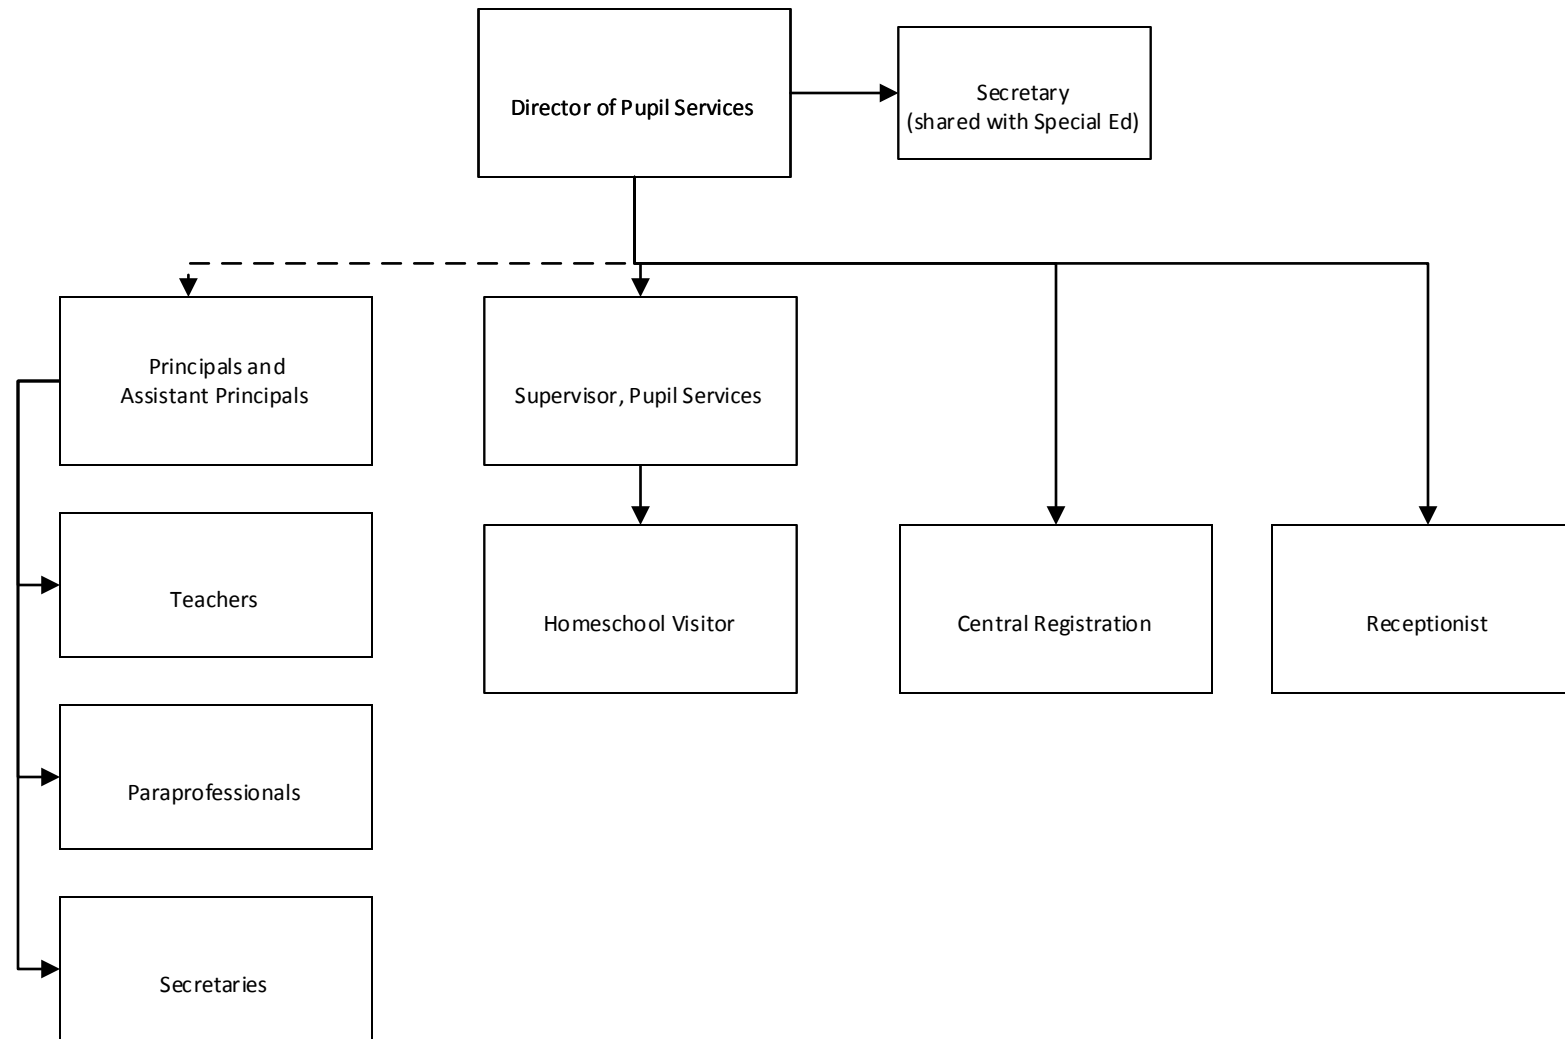 Director of Pupil Services
Secretary
(shared with Special Ed)
Principals and
Assistant Principals
Supervisor, Pupil Services
Teachers
Homeschool Visitor
Central Registration
Receptionist
Paraprofessionals
Secretaries